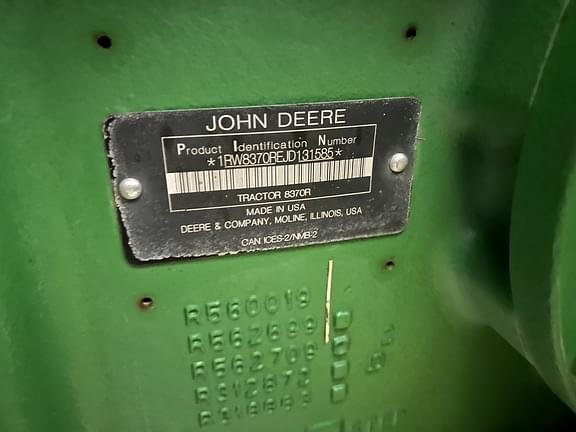 JOHN DEERE
Product Identification Number
*1RW8370REJD131585*
TRACTOR 8370R
MADE IN USA
DEERE & COMPANY, MOLINE, ILLINOIS, USA
CAN ICES-2/NMB-2
R560019
R562699
R562709
R312872